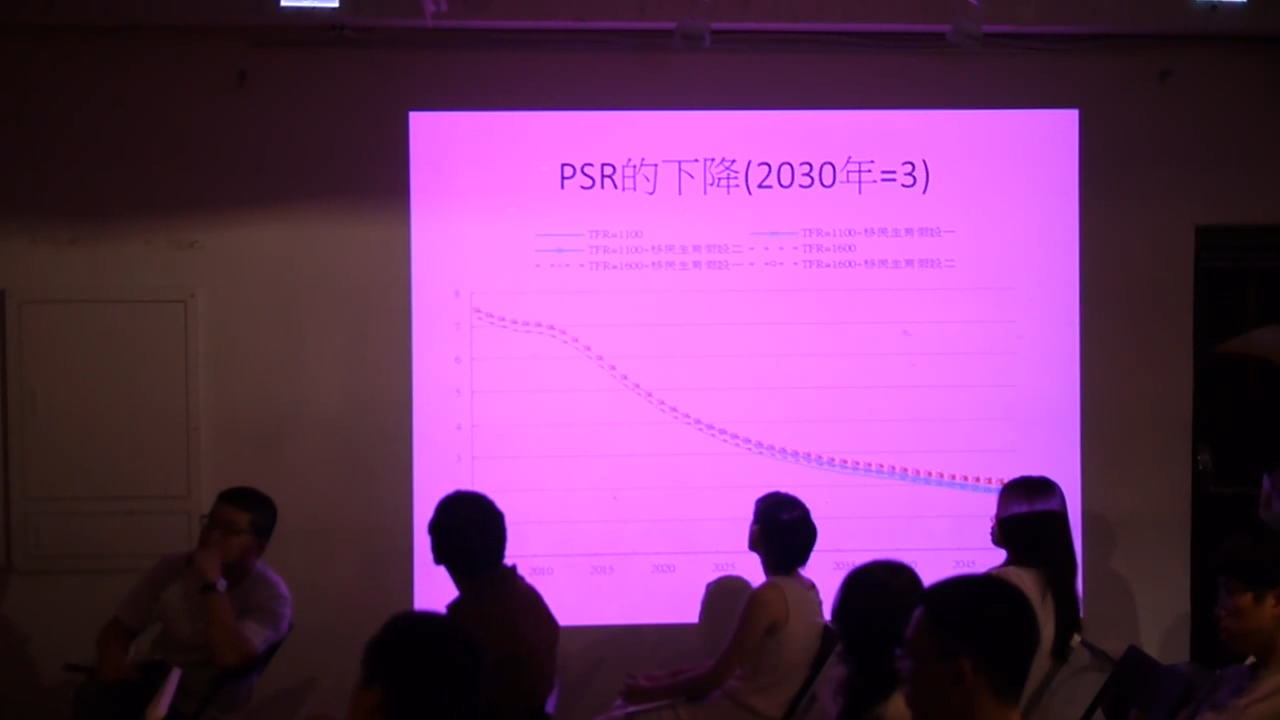 PSR的下降(2030年=3)
TFR=1100
TFR=1100-移民生育假設一
TFR=1100-移民生育假設二
TFR=1600
TFR=1600-移民生育假設一
TFR=1600-移民生育假設二
8
7
6
5
4
3
2010 2015 2020 2025 2035 2045